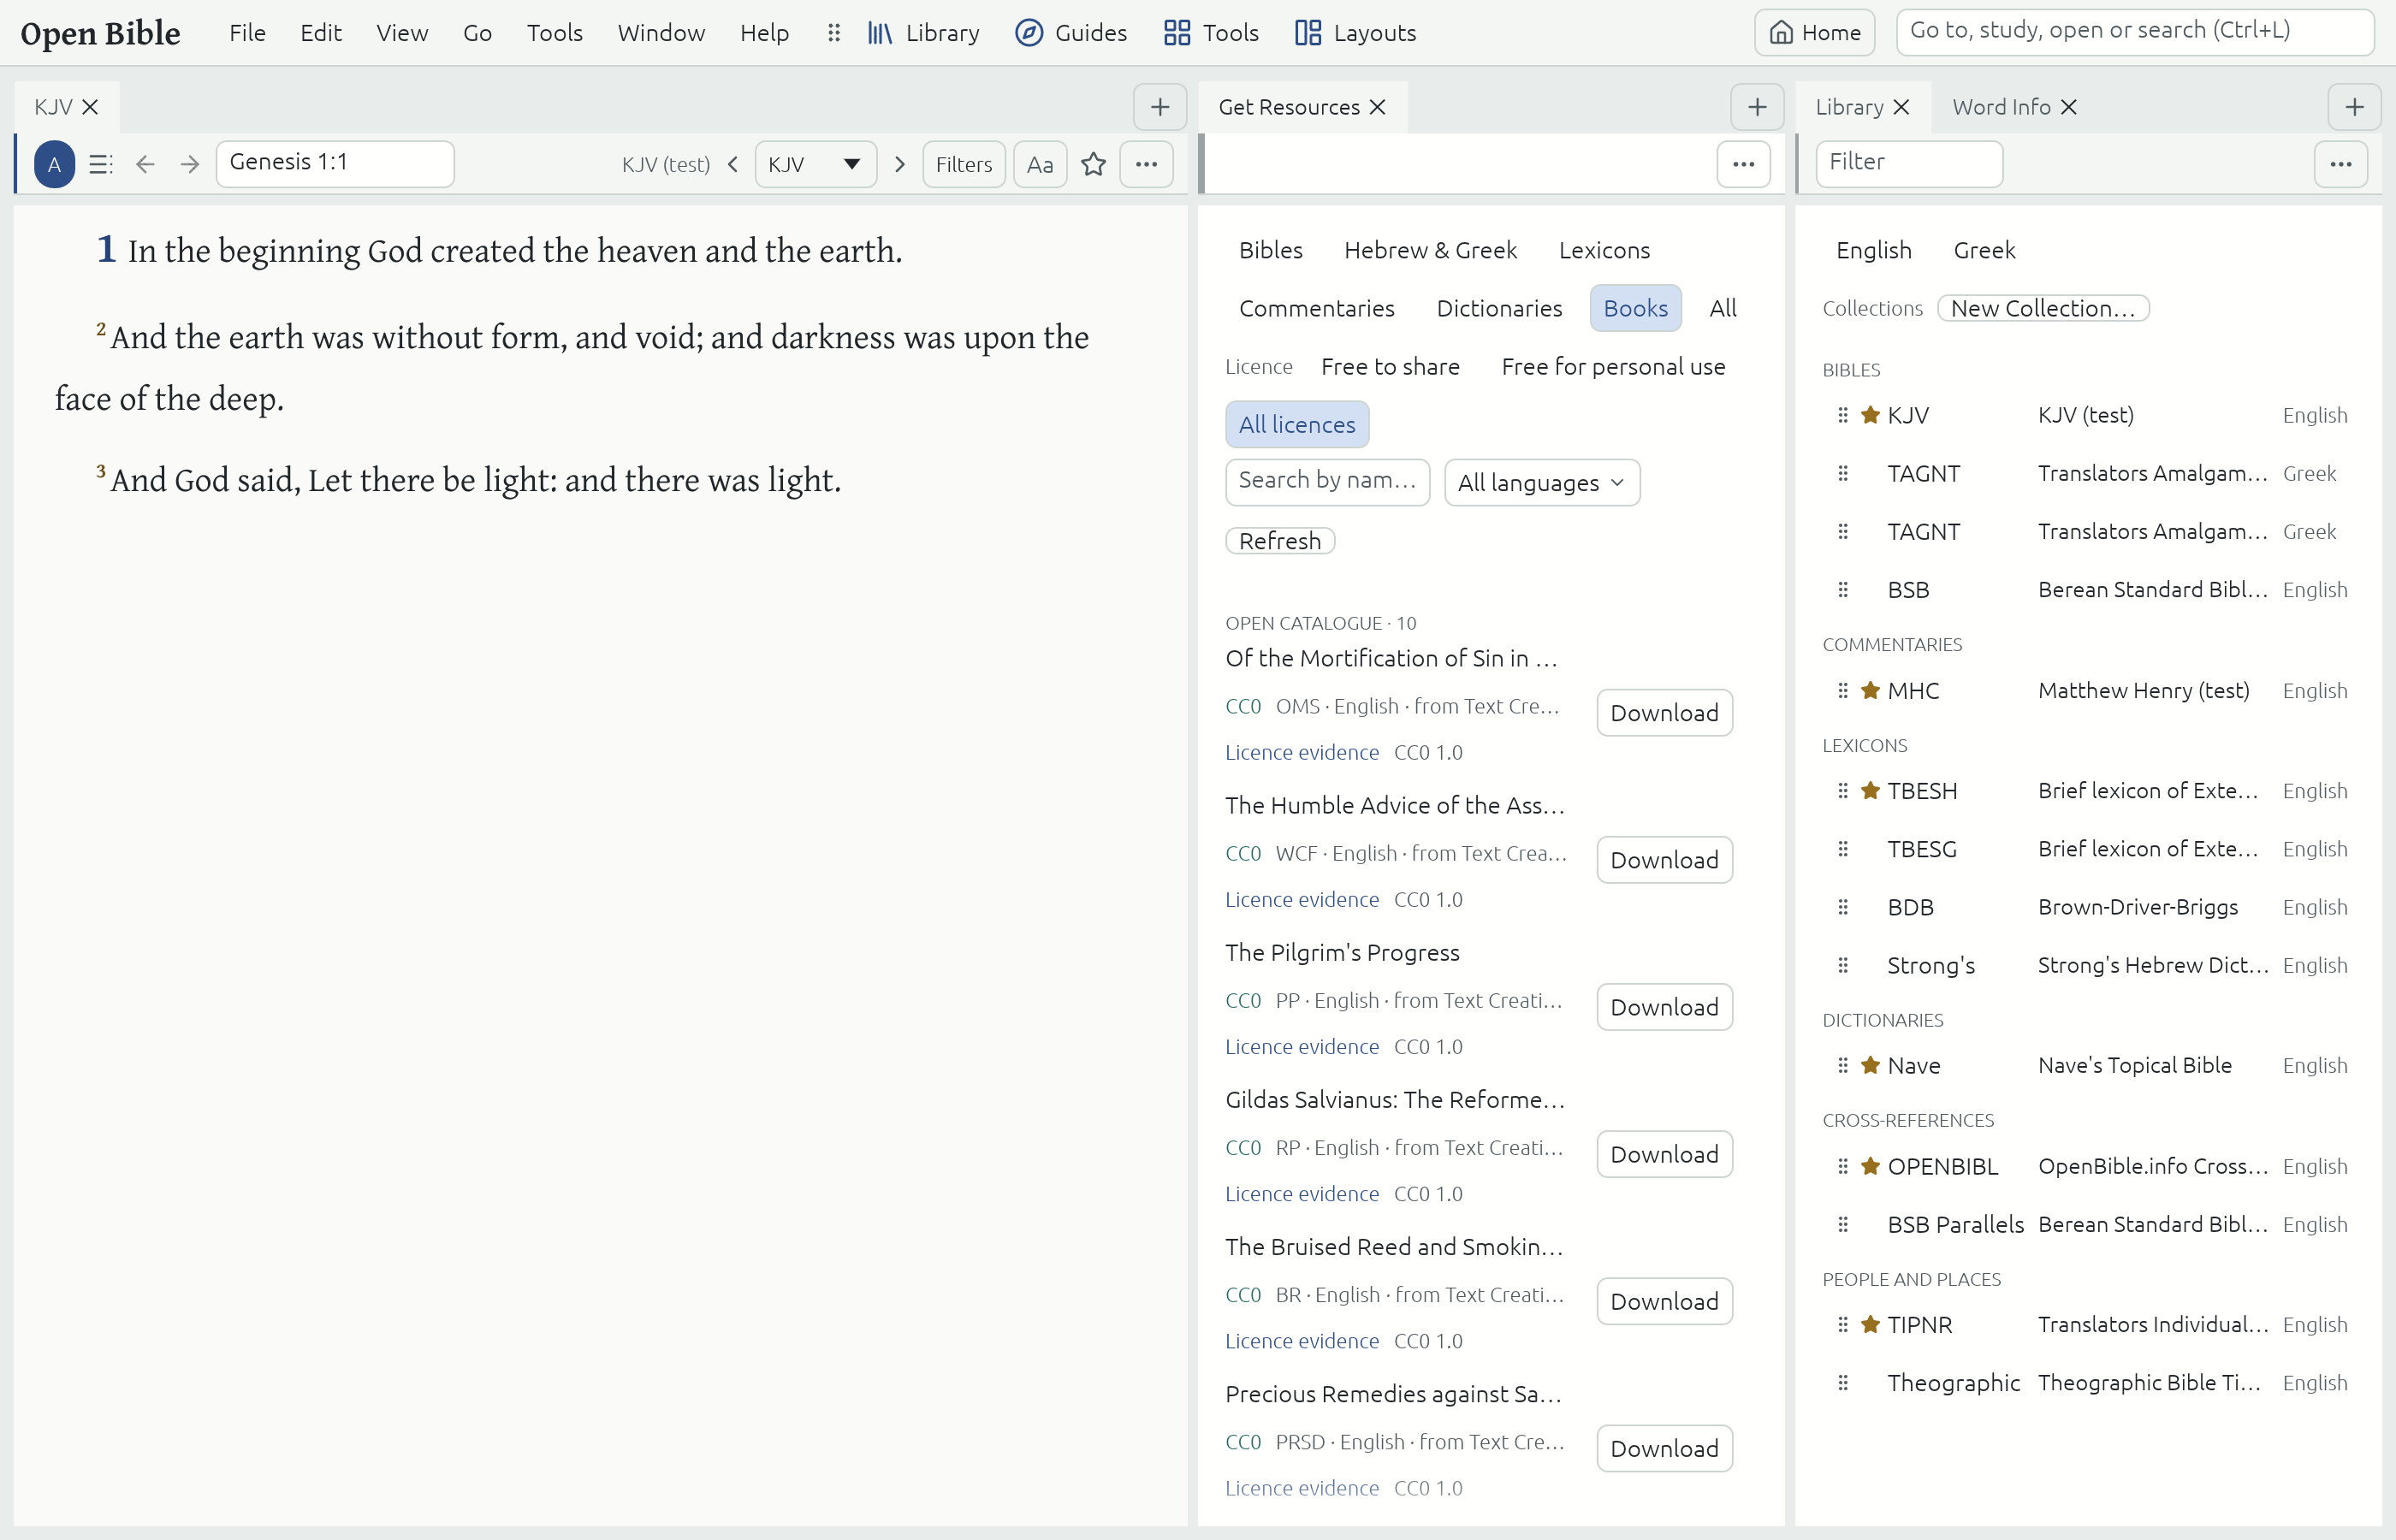 Open Bible File Edit View Go Tools Window Help Library Guides Tools Layouts Home Go to, study, open or search (Ctrl+L)
KJV
A Genesis 1:1 KJV (test) KJV Filters Aa
1 In the beginning God created the heaven and the earth.
2 And the earth was without form, and void; and darkness was upon the
face of the deep.
3 And God said, Let there be light: and there was light.
Get Resources
Bibles Hebrew & Greek Lexicons
Commentaries Dictionaries Books All
Licence Free to share Free for personal use
All licences
Search by nam… All languages
Refresh
OPEN CATALOGUE · 10
Of the Mortification of Sin in …
CC0 OMS · English · from Text Cre…
Download
Licence evidence CC0 1.0
The Humble Advice of the Ass…
CC0 WCF · English · from Text Crea…
Download
Licence evidence CC0 1.0
The Pilgrim's Progress
CC0 PP · English · from Text Creati…
Download
Licence evidence CC0 1.0
Gildas Salvianus: The Reforme…
CC0 RP · English · from Text Creati…
Download
Licence evidence CC0 1.0
The Bruised Reed and Smokin…
CC0 BR · English · from Text Creati…
Download
Licence evidence CC0 1.0
Precious Remedies against Sa…
CC0 PRSD · English · from Text Cre…
Download
Licence evidence CC0 1.0
Library Word Info
Filter
English Greek
Collections New Collection…
BIBLES
KJV KJV (test) English
TAGNT Translators Amalgam… Greek
TAGNT Translators Amalgam… Greek
BSB Berean Standard Bibl… English
COMMENTARIES
MHC Matthew Henry (test) English
LEXICONS
TBESH Brief lexicon of Exte… English
TBESG Brief lexicon of Exte… English
BDB Brown-Driver-Briggs English
Strong's Strong's Hebrew Dict… English
DICTIONARIES
Nave Nave's Topical Bible English
CROSS-REFERENCES
OPENBIBL OpenBible.info Cross… English
BSB Parallels Berean Standard Bibl… English
PEOPLE AND PLACES
TIPNR Translators Individual… English
Theographic Theographic Bible Ti… English